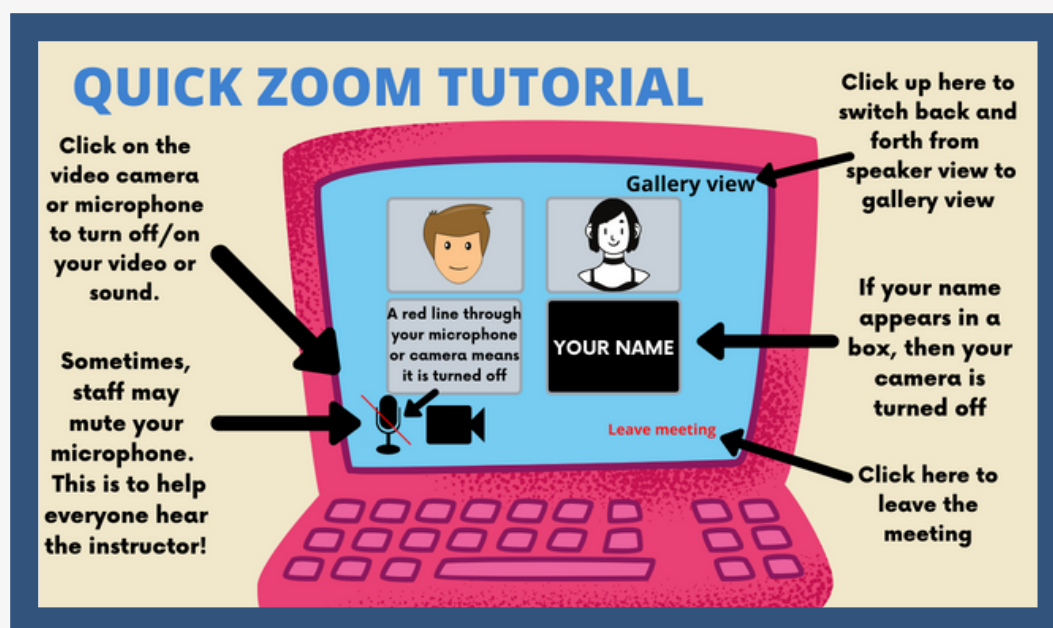 QUICK ZOOM TUTORIAL
Click on the
video camera
or microphone
to turn off/on
your video or
sound.
Sometimes,
staff may
mute your
microphone.
This is to help
everyone hear
the instructor!
Gallery view
A red line through
your microphone
or camera means
it is turned off
YOUR NAME
Leave meeting
Click up here to
switch back and
forth from
speaker view to
gallery view
If your name
appears in a
box, then your
camera is
turned off
Click here to
leave the
meeting